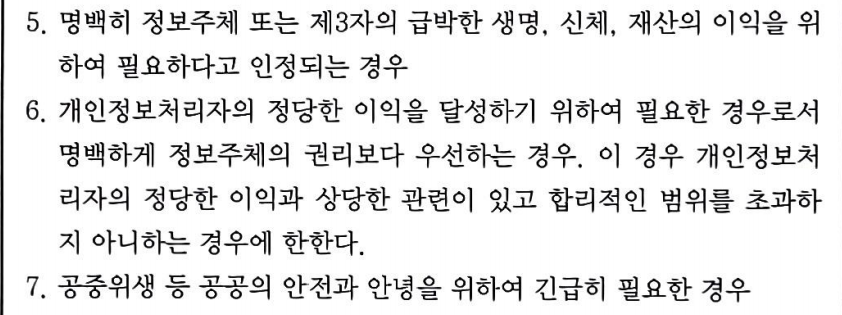 5. 명백히 정보주체 또는 제3자의 급박한 생명, 신체, 재산의 이익을 위
하여 필요하다고 인정되는 경우
6. 개인정보처리자의 정당한 이익을 달성하기 위하여 필요한 경우로서
명백하게 정보주체의 권리보다 우선하는 경우. 이 경우 개인정보처
리자의 정당한 이익과 상당한 관련이 있고 합리적인 범위를 초과하
지 아니하는 경우에 한한다.
7. 공중위생 등 공공의 안전과 안녕을 위하여 긴급히 필요한 경우